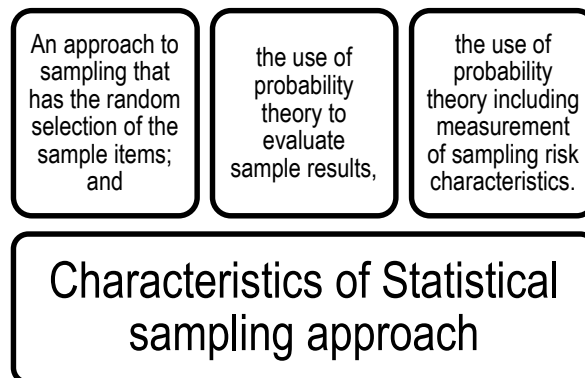 An approach to
sampling that
has the random
selection of the
sample items;
and
the use of
probability
theory to
evaluate
sample results,
the use of
probability
theory including
measurement
of sampling risk
characteristics.
Characteristics of Statistical
sampling approach